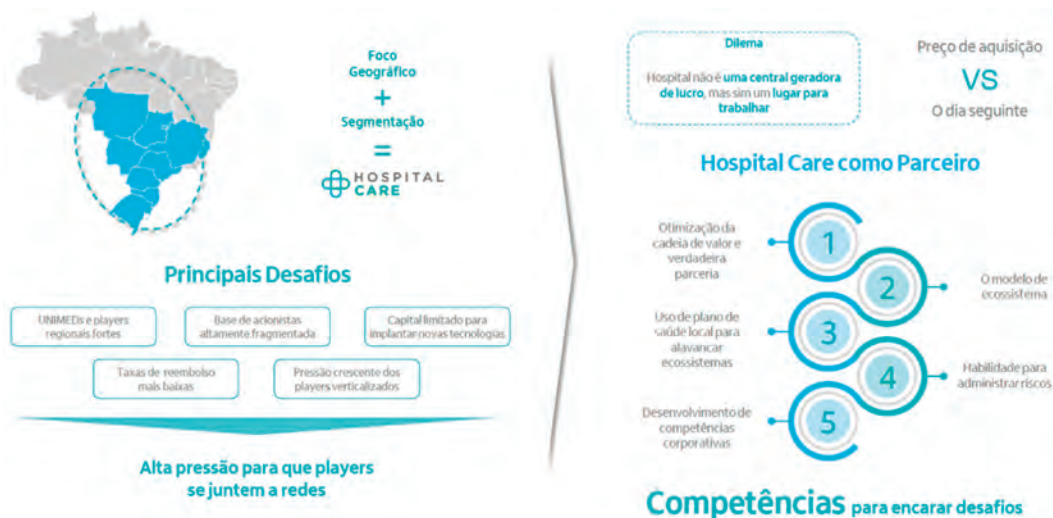 Foco
Geográfico
+
Segmentação
=
HOSPITAL
CARE
Principais Desafios
UNIMEDs e players
regionais fortes
Base de acionistas
altamente fragmentada
Capital limitado para
implantar novas tecnologias
Taxas de reembolso
mais baixas
Pressão crescente dos
players verticalizados
Alta pressão para que players
se juntem a redes
Dilema
Hospital não é uma central geradora
de lucro, mas sim um lugar para
trabalhar
Preço de aquisição
VS
O dia seguinte
Hospital Care como Parceiro
Otimização da
cadeia de valor e
verdadeira
parceria
1
2
O modelo de
ecossistema
Uso de plano de
saúde local para
alavancar
ecossistemas
3
4
Habilidade para
administrar riscos
Desenvolvimento de
competências
corporativas
5
Competências para encarar desafios